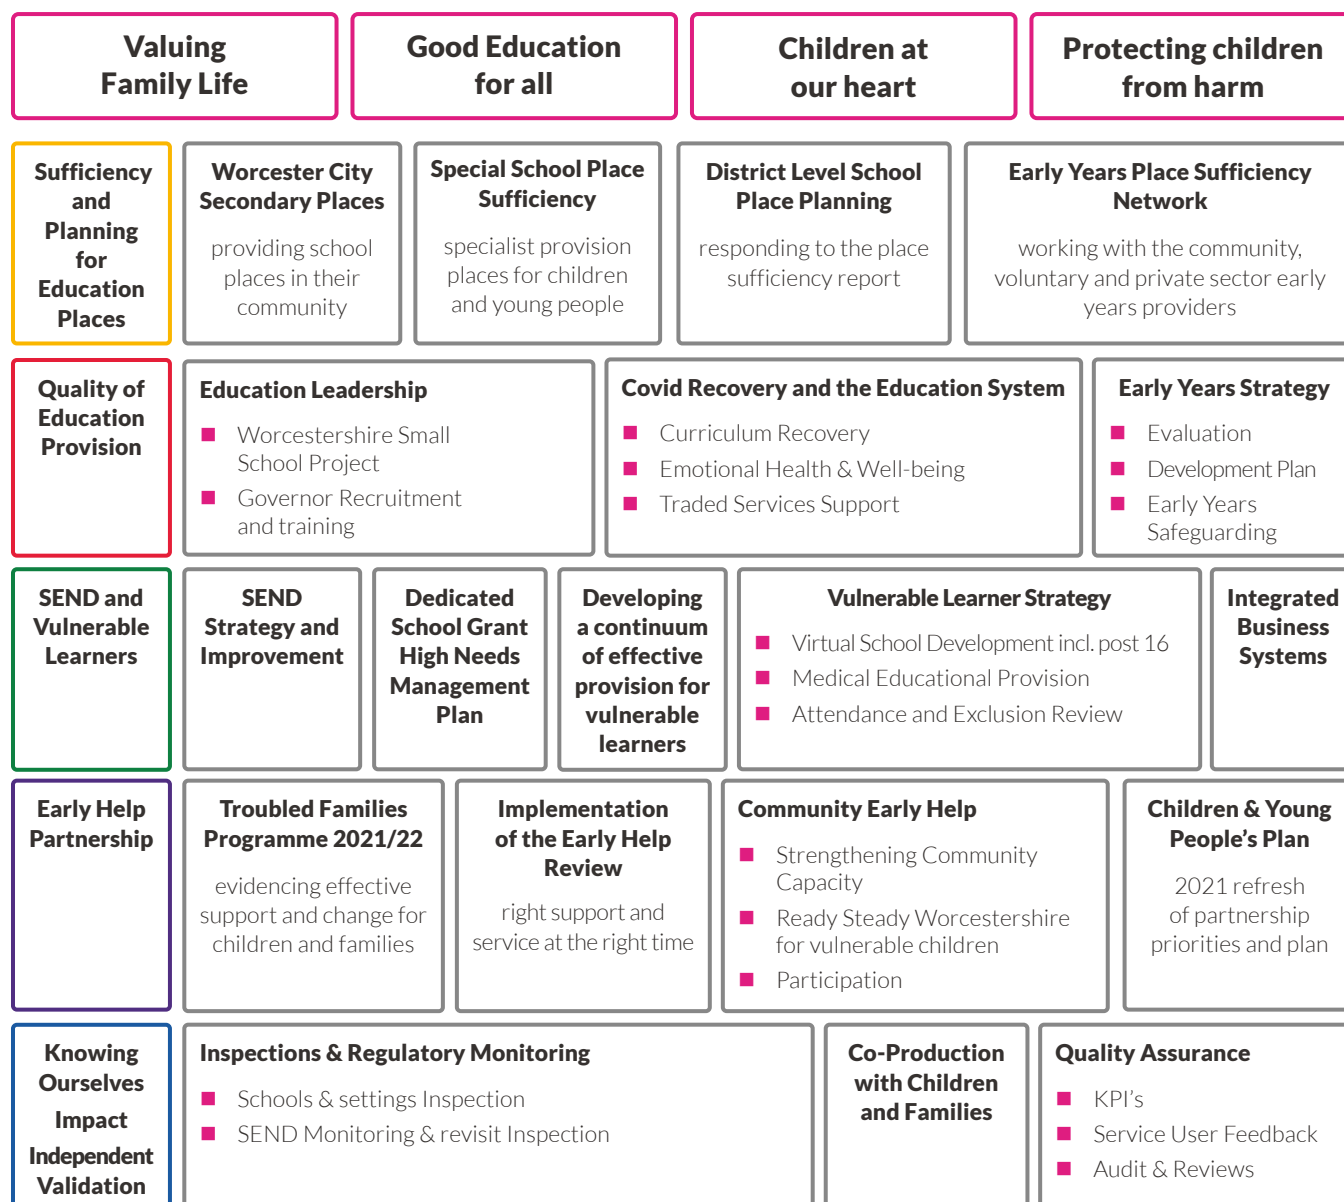 Valuing
Family Life
Good Education
for all
Children at
our heart
Protecting children
from harm
Sufficiency
and
Planning
for
Education
Places
Worcester City
Secondary Places
providing school
places in their
community
Special School Place
Sufficiency
specialist provision
places for children
and young people
District Level School
Place Planning
responding to the place
sufficiency report
Early Years Place Sufficiency
Network
working with the community,
voluntary and private sector early
years providers
Quality of
Education
Provision
Education Leadership
Worcestershire Small
School Project
Governor Recruitment
and training
Covid Recovery and the Education System
Curriculum Recovery
Emotional Health & Well-being
Traded Services Support
Early Years Strategy
Evaluation
Development Plan
Early Years
Safeguarding
SEND and
Vulnerable
Learners
SEND
Strategy and
Improvement
Dedicated
School Grant
High Needs
Management
Plan
Developing
a continuum
of effective
provision for
vulnerable
learners
Vulnerable Learner Strategy
Virtual School Development incl. post 16
Medical Educational Provision
Attendance and Exclusion Review
Integrated
Business
Systems
Early Help
Partnership
Troubled Families
Programme 2021/22
evidencing effective
support and change for
children and families
Implementation
of the Early Help
Review
right support and
service at the right time
Community Early Help
Strengthening Community
Capacity
Ready Steady Worcestershire
for vulnerable children
Participation
Children & Young
People's Plan
2021 refresh
of partnership
priorities and plan
Knowing
Ourselves
Impact
Independent
Validation
Inspections & Regulatory Monitoring
Schools & settings Inspection
SEND Monitoring & revisit Inspection
Co-Production
with Children
and Families
Quality Assurance
KPI's
Service User Feedback
Audit & Reviews